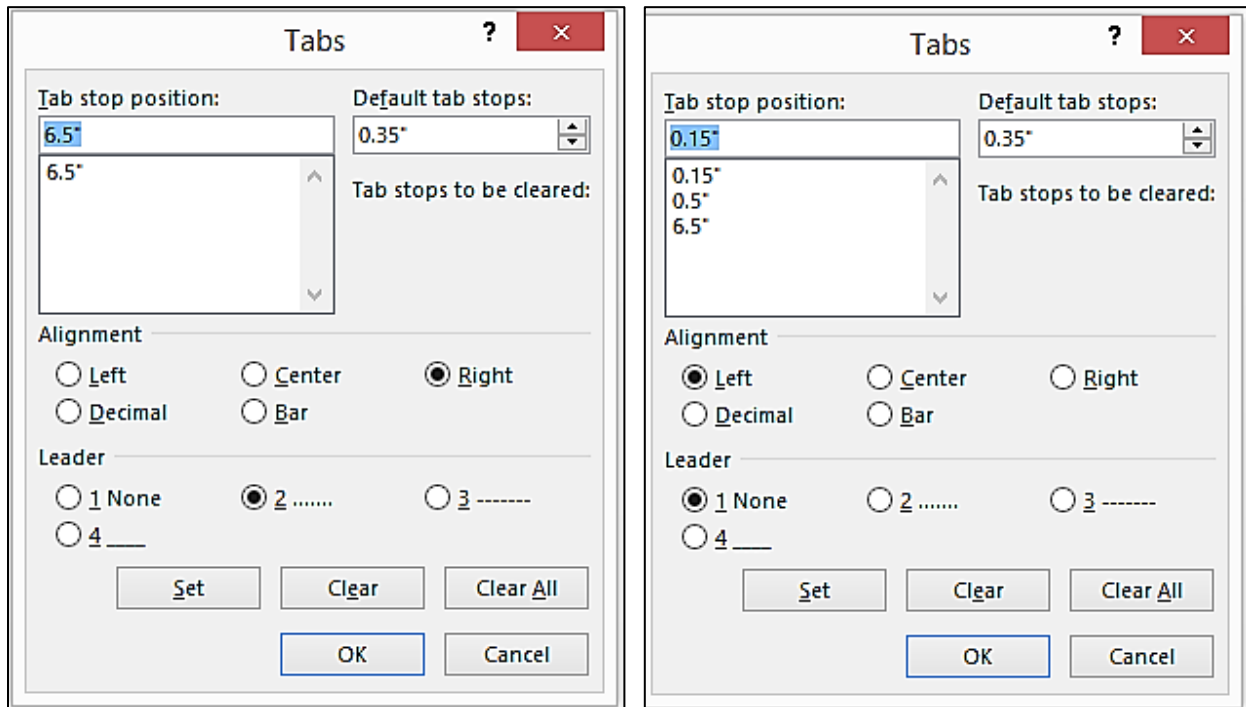 Tabs ? ×
Tab stop position: Default tab stops:
6.5" 0.35"
6.5"
Tab stops to be cleared:
Alignment
Left Center Right
Decimal Bar
Leader
1 None 2 ....... 3 -------
4 ____
Set Clear Clear All
OK Cancel
Tabs ? ×
Tab stop position: Default tab stops:
0.15" 0.35"
0.15"
Tab stops to be cleared:
0.5"
6.5"
Alignment
Left Center Right
Decimal Bar
Leader
1 None 2 ....... 3 -------
4 ____
Set Clear Clear All
OK Cancel